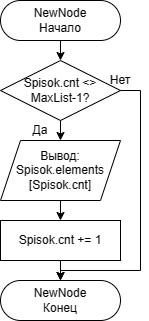 NewNode
Начало
Spisok.cnt <>
MaxList-1?
Нет
Да
Вывод:
Spisok.elements
[Spisok.cnt]
Spisok.cnt += 1
NewNode
Конец